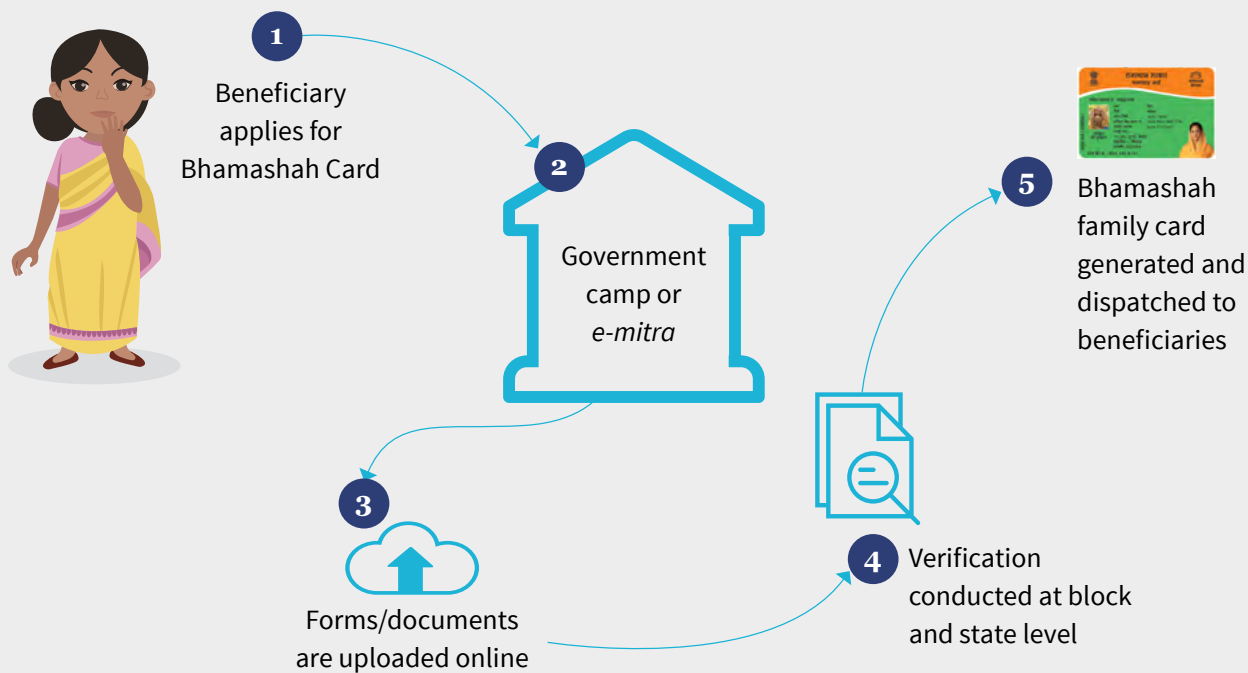 1
Beneficiary
applies for
Bhamashah Card
2
Government
camp or
e-mitra
3
Forms/documents
are uploaded online
4
Verification
conducted at block
and state level
5
Bhamashah
family card
generated and
dispatched to
beneficiaries